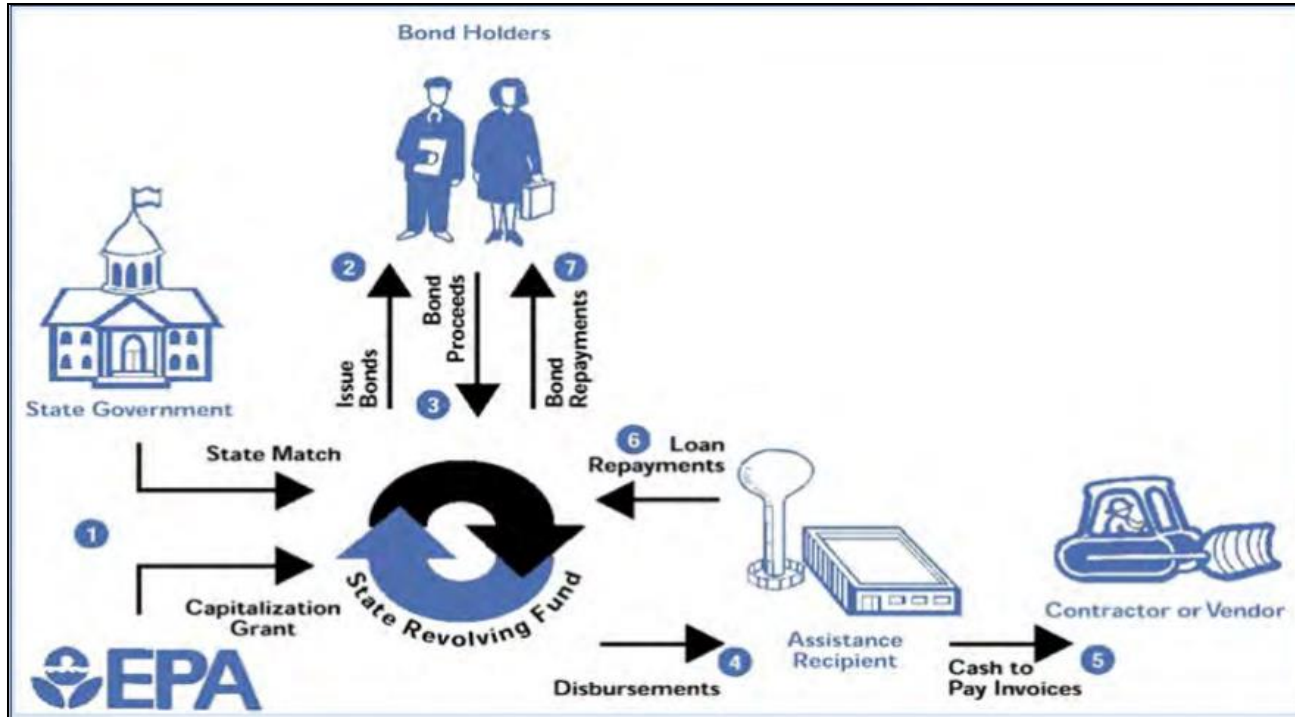 Bond Holders
2
7
Issue
Bonds
Bond
Proceeds
Bond
Repayments
3
State Government
State Match
6
Loan
Repayments
1
Capitalization
Grant
State Revolving Fund
Contractor or Vendor
Assistance
Recipient
4
5
Disbursements
Cash to
Pay Invoices
EPA